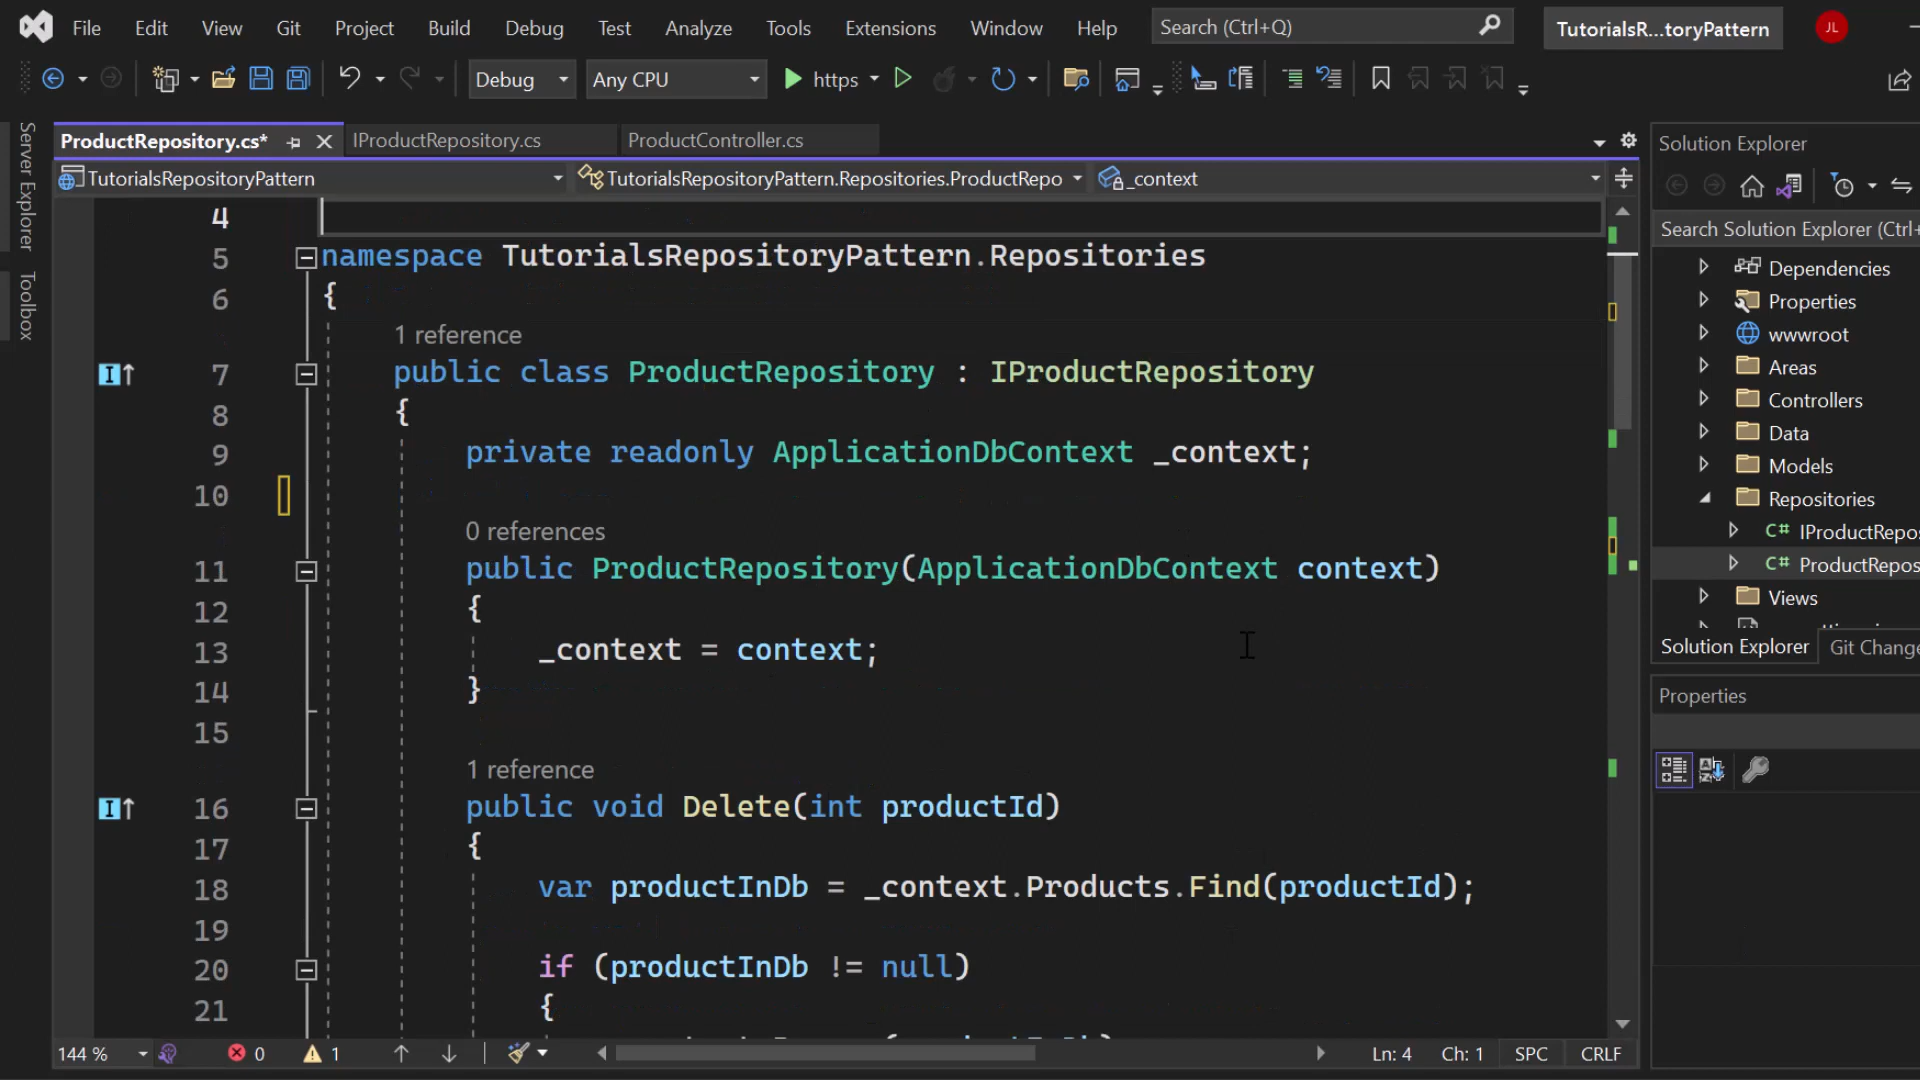 File Edit View Git Project Build Debug Test Analyze Tools Extensions Window Help Search (Ctrl+Q) TutorialsR...toryPattern JL
Debug Any CPU https
Server Explorer
Toolbox
ProductRepository.cs* IProductRepository.cs ProductController.cs
TutorialsRepositoryPattern TutorialsRepositoryPattern.Repositories.ProductRepo _context
4
5 namespace TutorialsRepositoryPattern.Repositories
6 {
1 reference
7 public class ProductRepository : IProductRepository
8 {
9 private readonly ApplicationDbContext _context;
10
0 references
11 public ProductRepository(ApplicationDbContext context)
12 {
13 _context = context;
14 }
15
1 reference
16 public void Delete(int productId)
17 {
18 var productInDb = _context.Products.Find(productId);
19
20 if (productInDb != null)
21 {
144 % 0 1 Ln: 4 Ch: 1 SPC CRLF
Solution Explorer
Search Solution Explorer (Ctrl+
Dependencies
Properties
wwwroot
Areas
Controllers
Data
Models
Repositories
C# IProductRepos
C# ProductRepos
Views
Solution Explorer Git Change
Properties